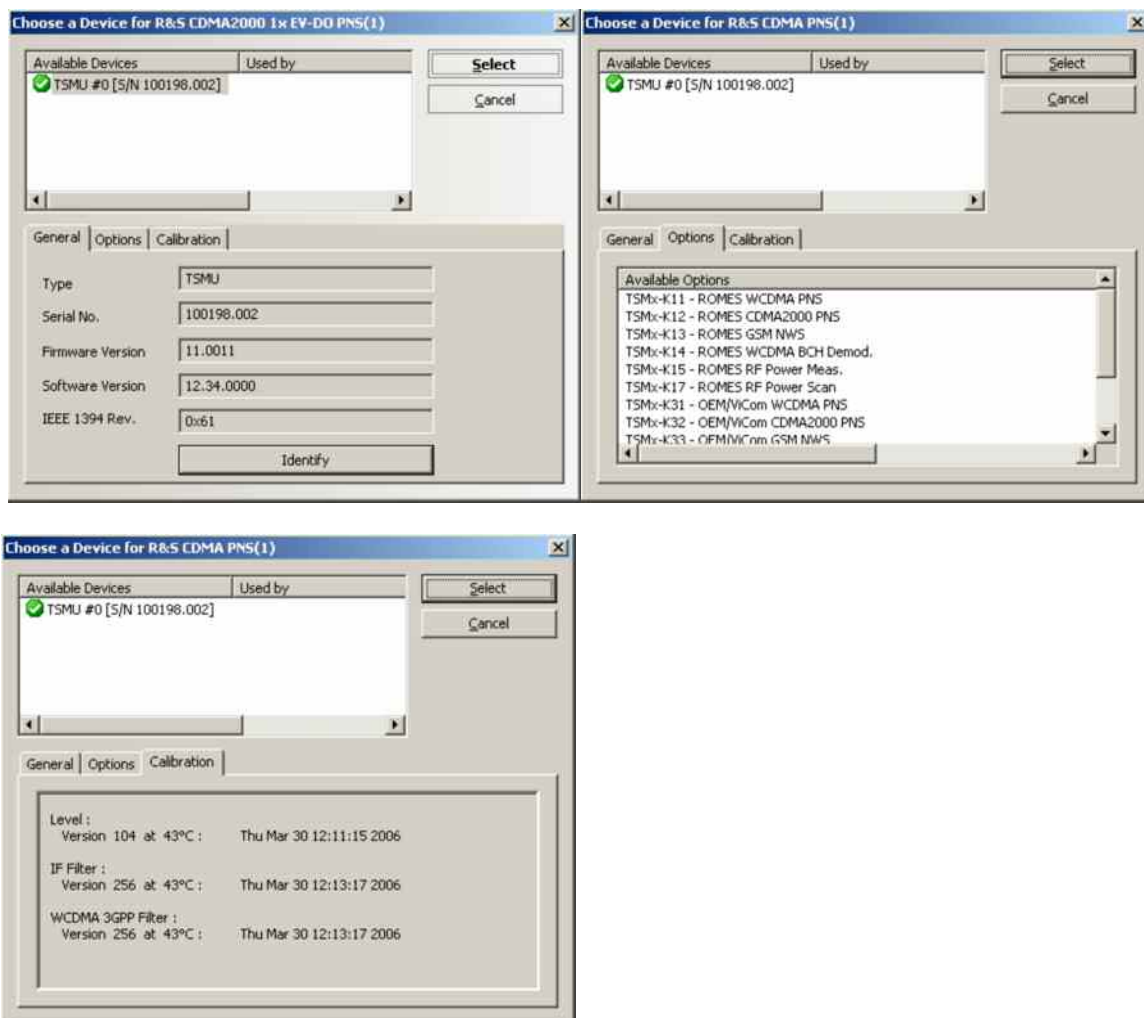 Choose a Device for R&S CDMA2000 1x EV-DO PNS(1)
Available Devices Used by
TSMU #0 [S/N 100198.002]
Select
Cancel
General Options Calibration
Type TSMU
Serial No. 100198.002
Firmware Version 11.0011
Software Version 12.34.0000
IEEE 1394 Rev. 0x61
Identify
Choose a Device for R&S CDMA PNS(1)
Available Devices Used by
TSMU #0 [S/N 100198.002]
Select
Cancel
General Options Calibration
Available Options
TSMx-K11 - ROMES WCDMA PNS
TSMx-K12 - ROMES CDMA2000 PNS
TSMx-K13 - ROMES GSM NWS
TSMx-K14 - ROMES WCDMA BCH Demod.
TSMx-K15 - ROMES RF Power Meas.
TSMx-K17 - ROMES RF Power Scan
TSMx-K31 - OEM/ViCom WCDMA PNS
TSMx-K32 - OEM/ViCom CDMA2000 PNS
TSMx-K33 - OEM/ViCom GSM NWS
Choose a Device for R&S CDMA PNS(1)
Available Devices Used by
TSMU #0 [S/N 100198.002]
Select
Cancel
General Options Calibration
Level :
Version 104 at 43°C : Thu Mar 30 12:11:15 2006
IF Filter :
Version 256 at 43°C : Thu Mar 30 12:13:17 2006
WCDMA 3GPP Filter :
Version 256 at 43°C : Thu Mar 30 12:13:17 2006